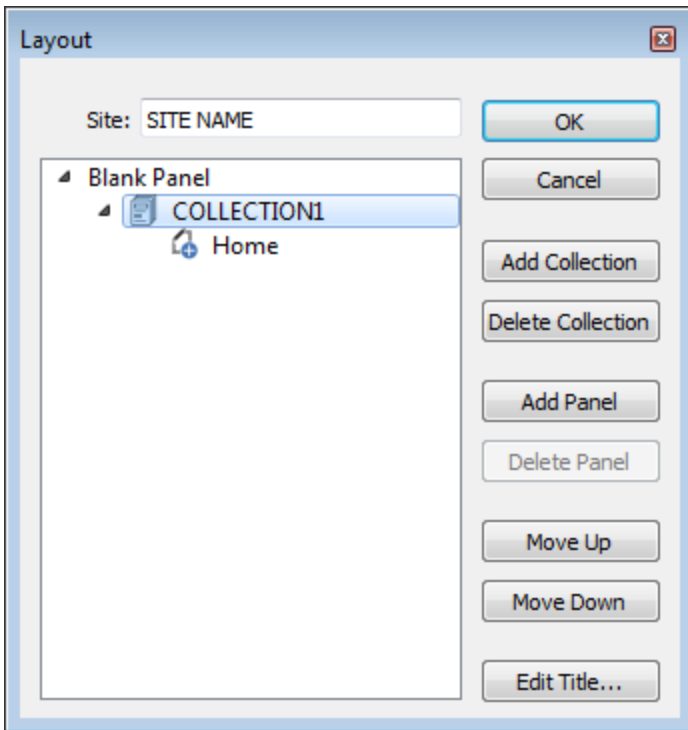 Layout
Site: SITE NAME
OK
Blank Panel
Cancel
COLLECTION1
Home
Add Collection
Delete Collection
Add Panel
Delete Panel
Move Up
Move Down
Edit Title...